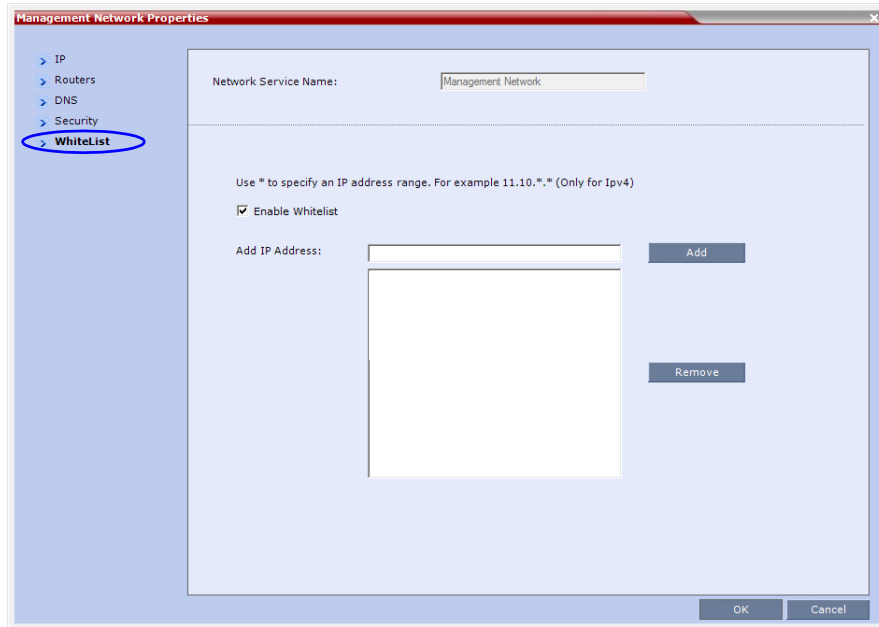 Management Network Properties
IP
Routers
DNS
Security
WhiteList
Network Service Name:
Management Network
Use * to specify an IP address range. For example 11.10.*.* (Only for Ipv4)
Enable Whitelist
Add IP Address:
Add
Remove
OK
Cancel